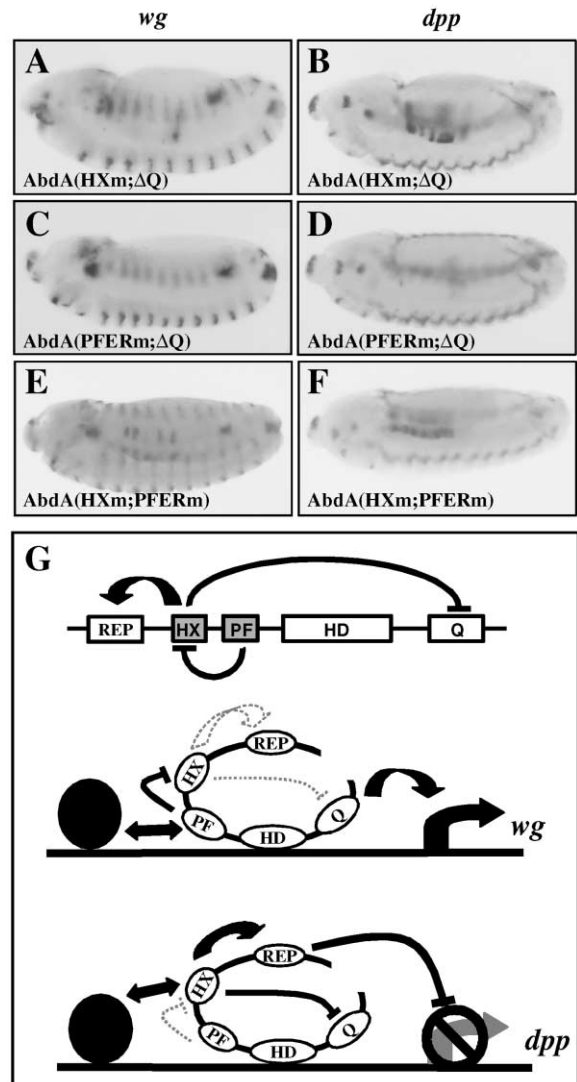 wg dpp
A B
AbdA(HXm;ΔQ) AbdA(HXm;ΔQ)
C D
AbdA(PFERm;ΔQ) AbdA(PFERm;ΔQ)
E F
AbdA(HXm;PFERm) AbdA(HXm;PFERm)
G
REP HX PF HD Q
REP
HX
PF HD Q
wg
REP
HX
PF HD Q
dpp